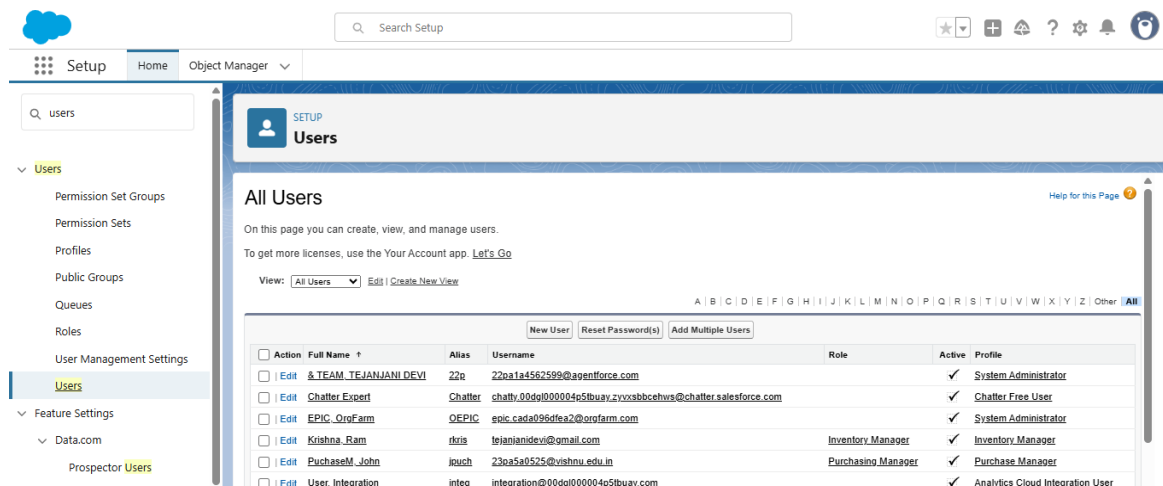 Search Setup
Setup Home Object Manager
users
Users
Permission Set Groups
Permission Sets
Profiles
Public Groups
Queues
Roles
User Management Settings
Users
Feature Settings
Data.com
Prospector Users
SETUP
Users
All Users
Help for this Page ?
On this page you can create, view, and manage users.
To get more licenses, use the Your Account app. Let's Go
View: All Users Edit | Create New View
A | B | C | D | E | F | G | H | I | J | K | L | M | N | O | P | Q | R | S | T | U | V | W | X | Y | Z | Other All
New User Reset Password(s) Add Multiple Users
Action Full Name ↑ Alias Username Role Active Profile
Edit & TEAM, TEJANJANI DEVI 22p 22pa1a4562599@agentforce.com System Administrator
Edit Chatter Expert Chatter chatty.00dgl000004p5tbuay.zyvxsbbcehws@chatter.salesforce.com Chatter Free User
Edit EPIC, OrgFarm OEPIC epic.cada096dfea2@orgfarm.com System Administrator
Edit Krishna, Ram rkris tejanjanidevi@gmail.com Inventory Manager Inventory Manager
Edit PuchaseM, John jpuch 23pa5a0525@vishnu.edu.in Purchasing Manager Purchase Manager
Edit User, Integration integ integration@00dgl000004p5tbuay.com Analytics Cloud Integration User